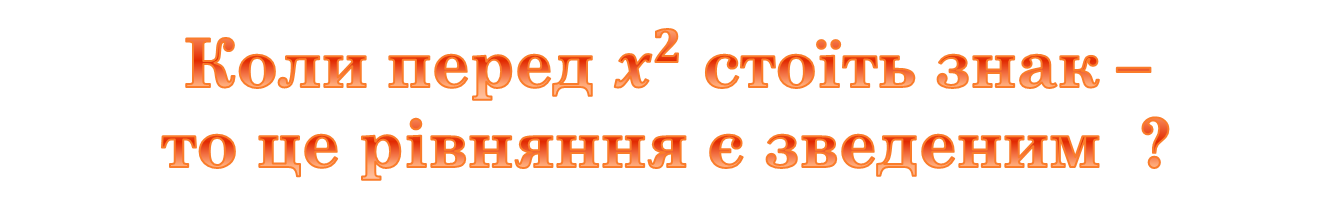 Коли перед x² стоїть знак –
то це рівняння є зведеним ?